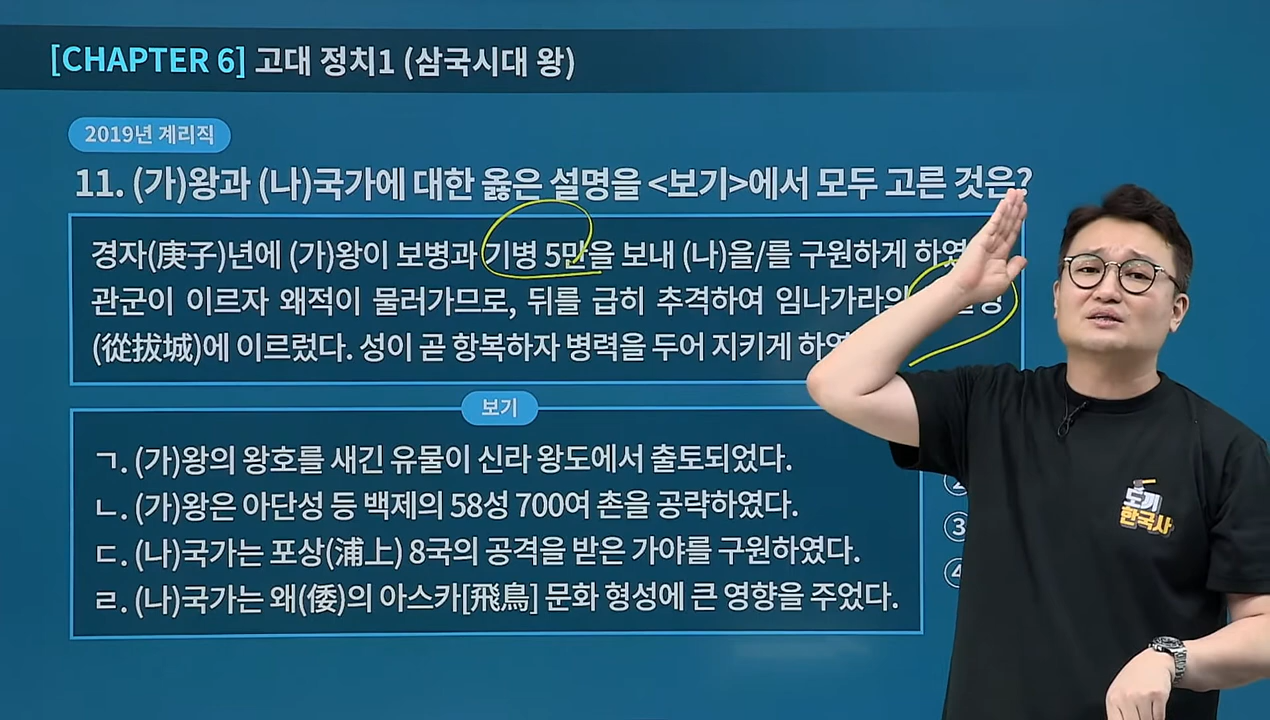 [CHAPTER 6] 고대 정치1 (삼국시대 왕)
2019년 계리직
11. (가)왕과 (나)국가에 대한 옳은 설명을 <보기>에서 모두 고른 것은?
경자(庚子)년에 (가)왕이 보병과 기병 5만을 보내 (나)을/를 구원하게 하였
관군이 이르자 왜적이 물러가므로, 뒤를 급히 추격하여 임나가라의
(從拔城)에 이르렀다. 성이 곧 항복하자 병력을 두어 지키게 하였
보기
ㄱ. (가)왕의 왕호를 새긴 유물이 신라 왕도에서 출토되었다.
ㄴ. (가)왕은 아단성 등 백제의 58성 700여 촌을 공략하였다.
ㄷ. (나)국가는 포상(浦上) 8국의 공격을 받은 가야를 구원하였다.
ㄹ. (나)국가는 왜(倭)의 아스카[飛鳥] 문화 형성에 큰 영향을 주었다.
②
③
④
도끼
한국사